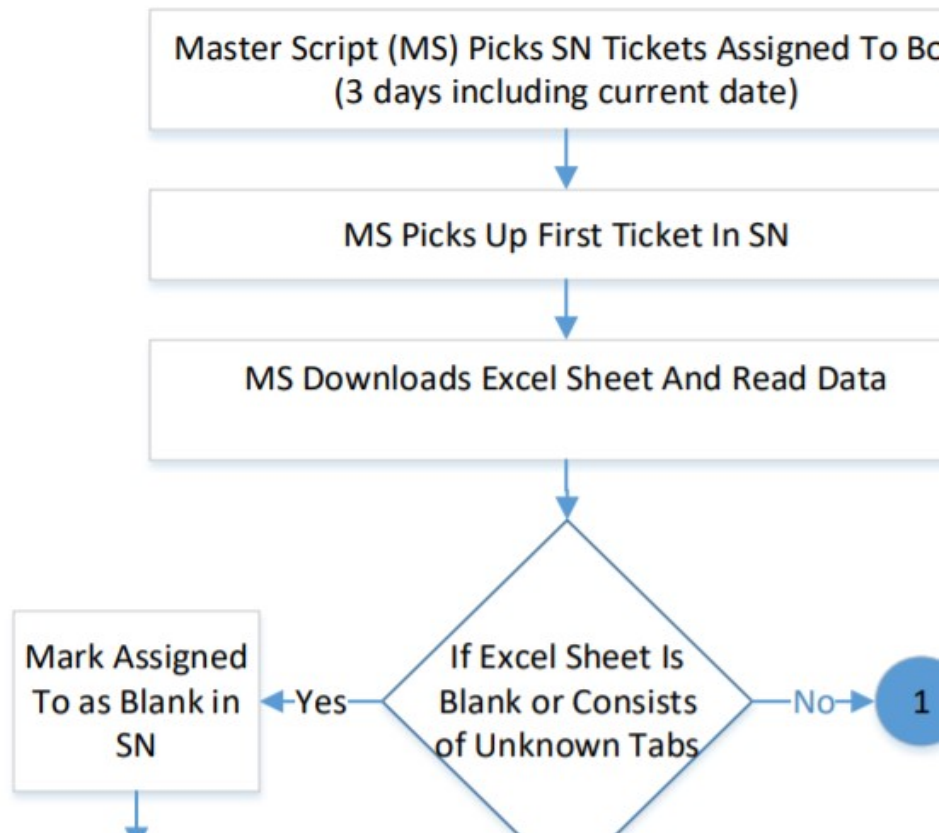 Master Script (MS) Picks SN Tickets Assigned To
(3 days including current date)
MS Picks Up First Ticket In SN
MS Downloads Excel Sheet And Read Data
Mark Assigned
To as Blank in
SN
Yes
If Excel Sheet Is
Blank or Consists
of Unknown Tabs
No
1